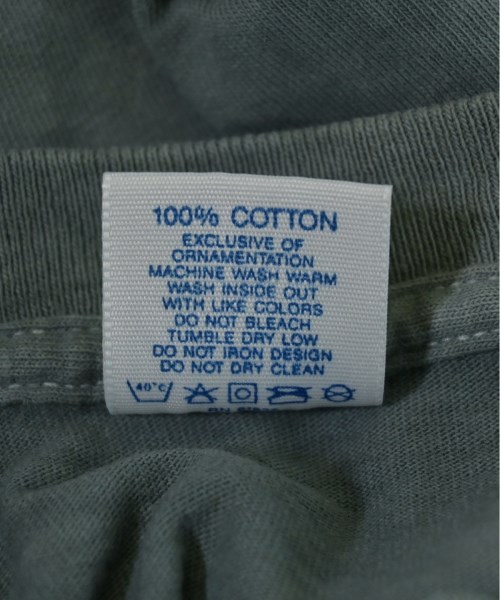 100% COTTON
EXCLUSIVE OF
ORNAMENTATION
MACHINE WASH WARM
WASH INSIDE OUT
WITH LIKE COLORS
DO NOT BLEACH
TUMBLE DRY LOW
DO NOT IRON DESIGN
DO NOT DRY CLEAN
40°C